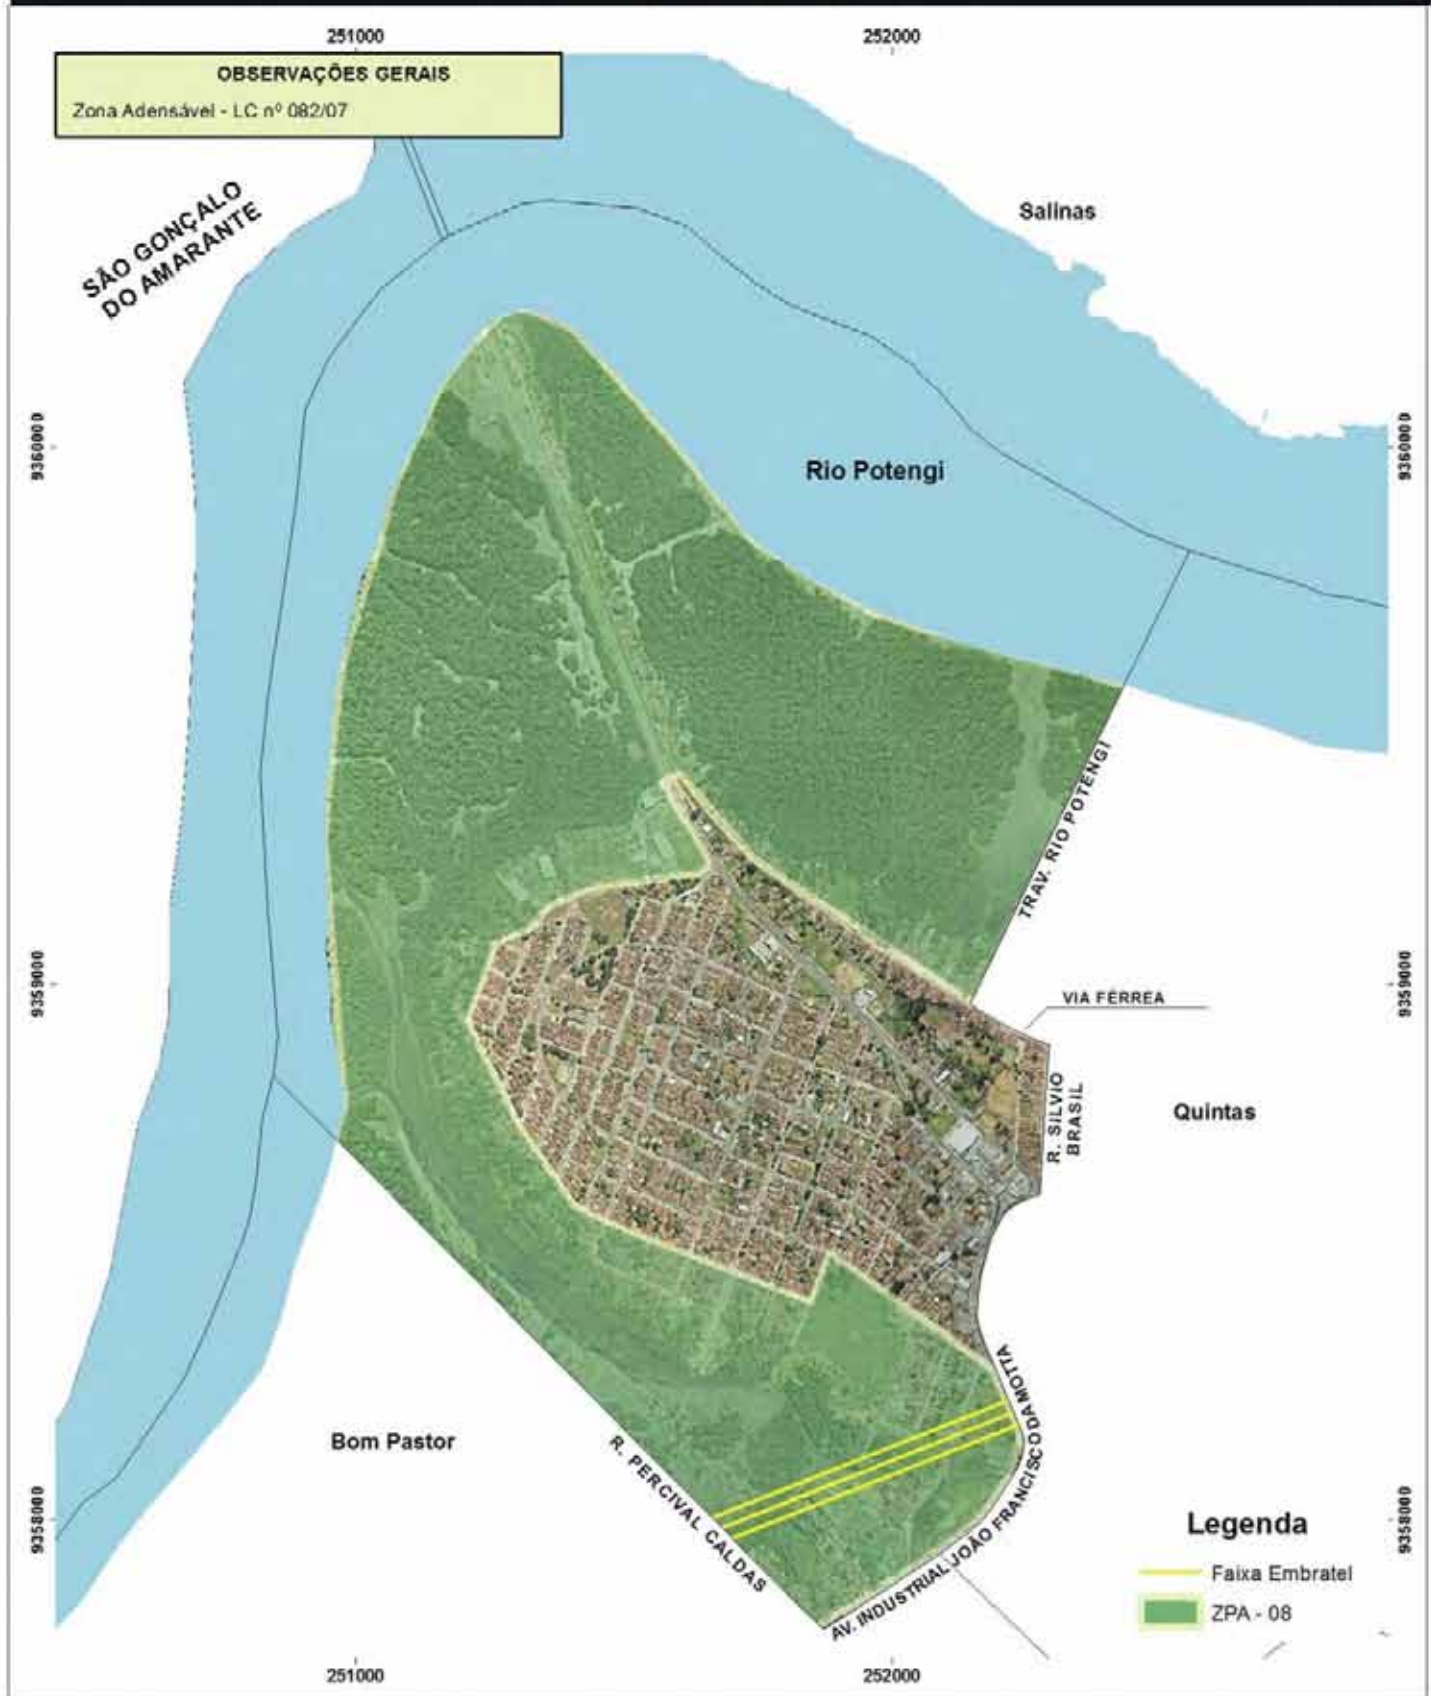 251000
252000
OBSERVAÇÕES GERAIS
Zona Adensável - LC nº 082/07
SÃO GONÇALO
DO AMARANTE
Salinas
9360000
9360000
Rio Potengi
TRAV. RIO POTENGI
9359000
9359000
VIA FÉRREA
R. SILVIO
BRASIL
Quintas
AV. INDUSTRIAL JOÃO FRANCISCO DA MOTTA
Bom Pastor
R. PERCIVAL CALDAS
9358000
9358000
Legenda
Faixa Embratel
ZPA - 08
251000
252000